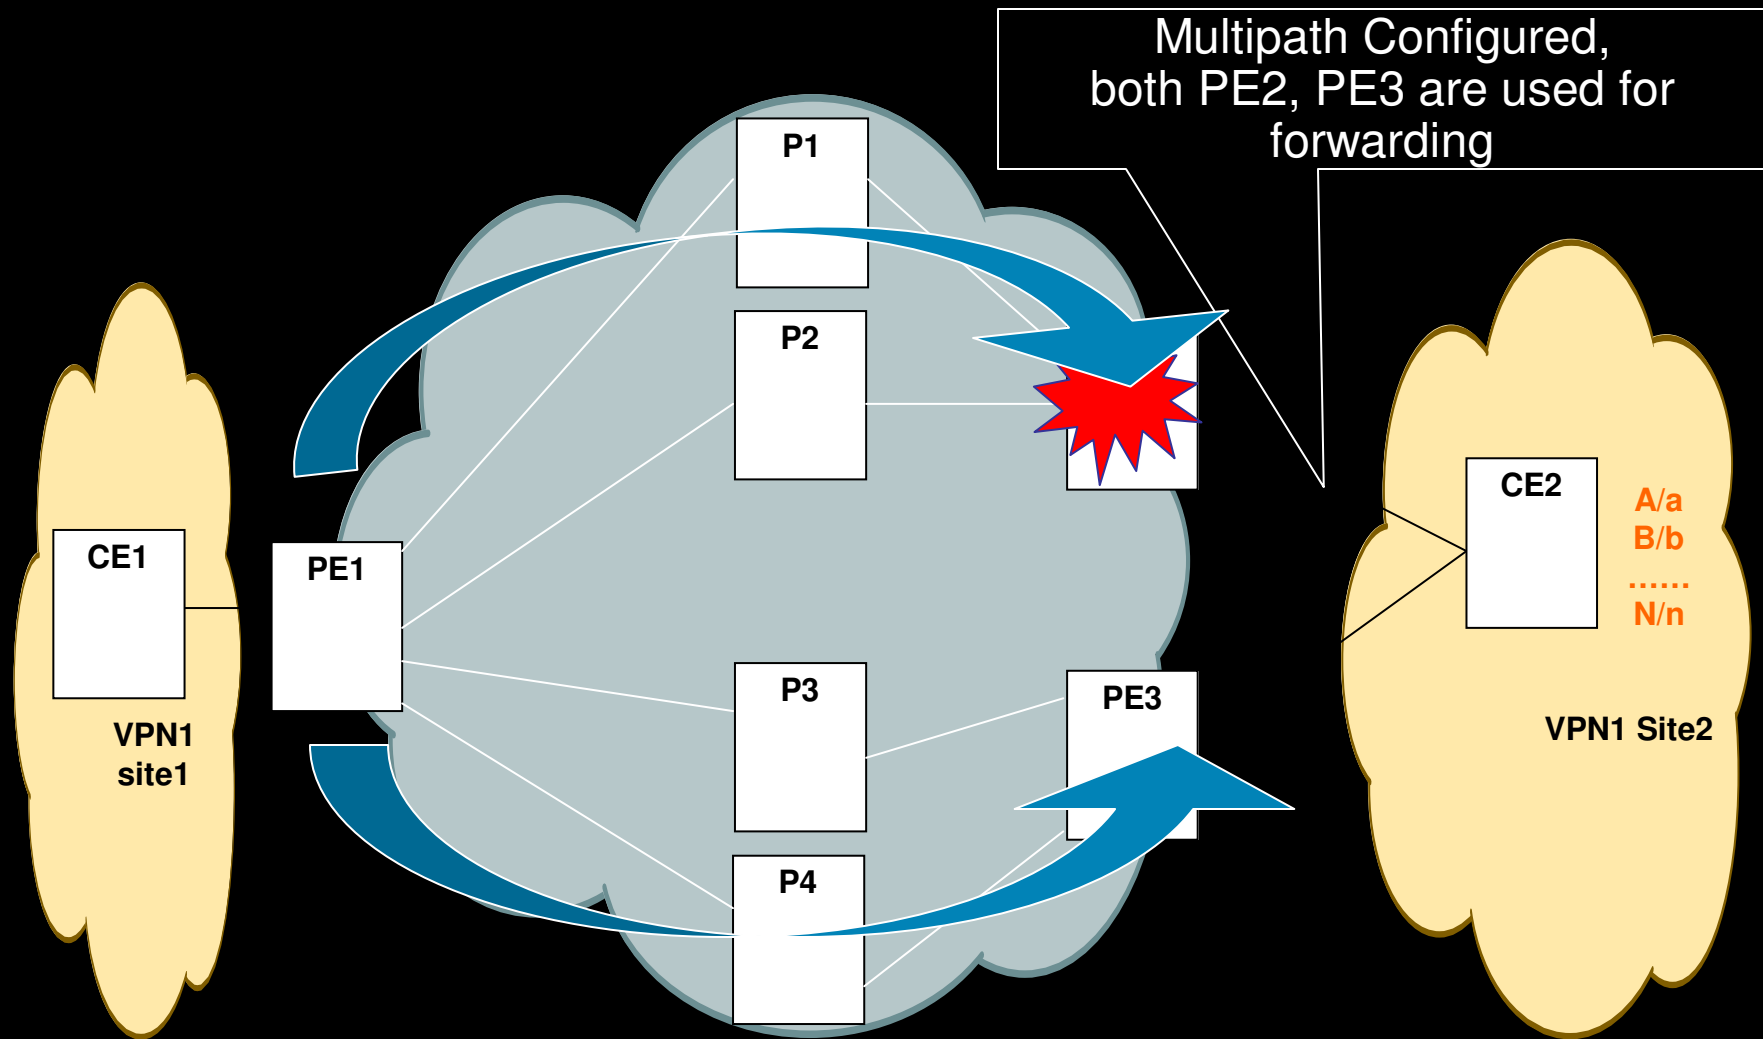 Multipath Configured,
both PE2, PE3 are used for
forwarding
P1
P2
CE1
PE1
VPN1
site1
P3
P4
PE3
CE2
A/a
B/b
......
N/n
VPN1 Site2